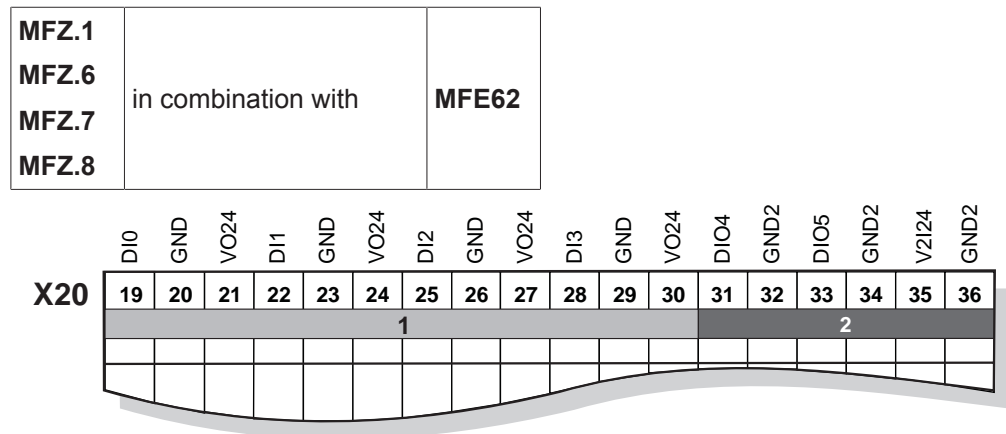 MFZ.1
MFZ.6
MFZ.7
MFZ.8
in combination with
MFE62
DI0 GND VO24 DI1 GND VO24 DI2 GND VO24 DI3 GND VO24 DIO4 GND2 DIO5 GND2 V2I24 GND2
X20 19 20 21 22 23 24 25 26 27 28 29 30 31 32 33 34 35 36
1 2